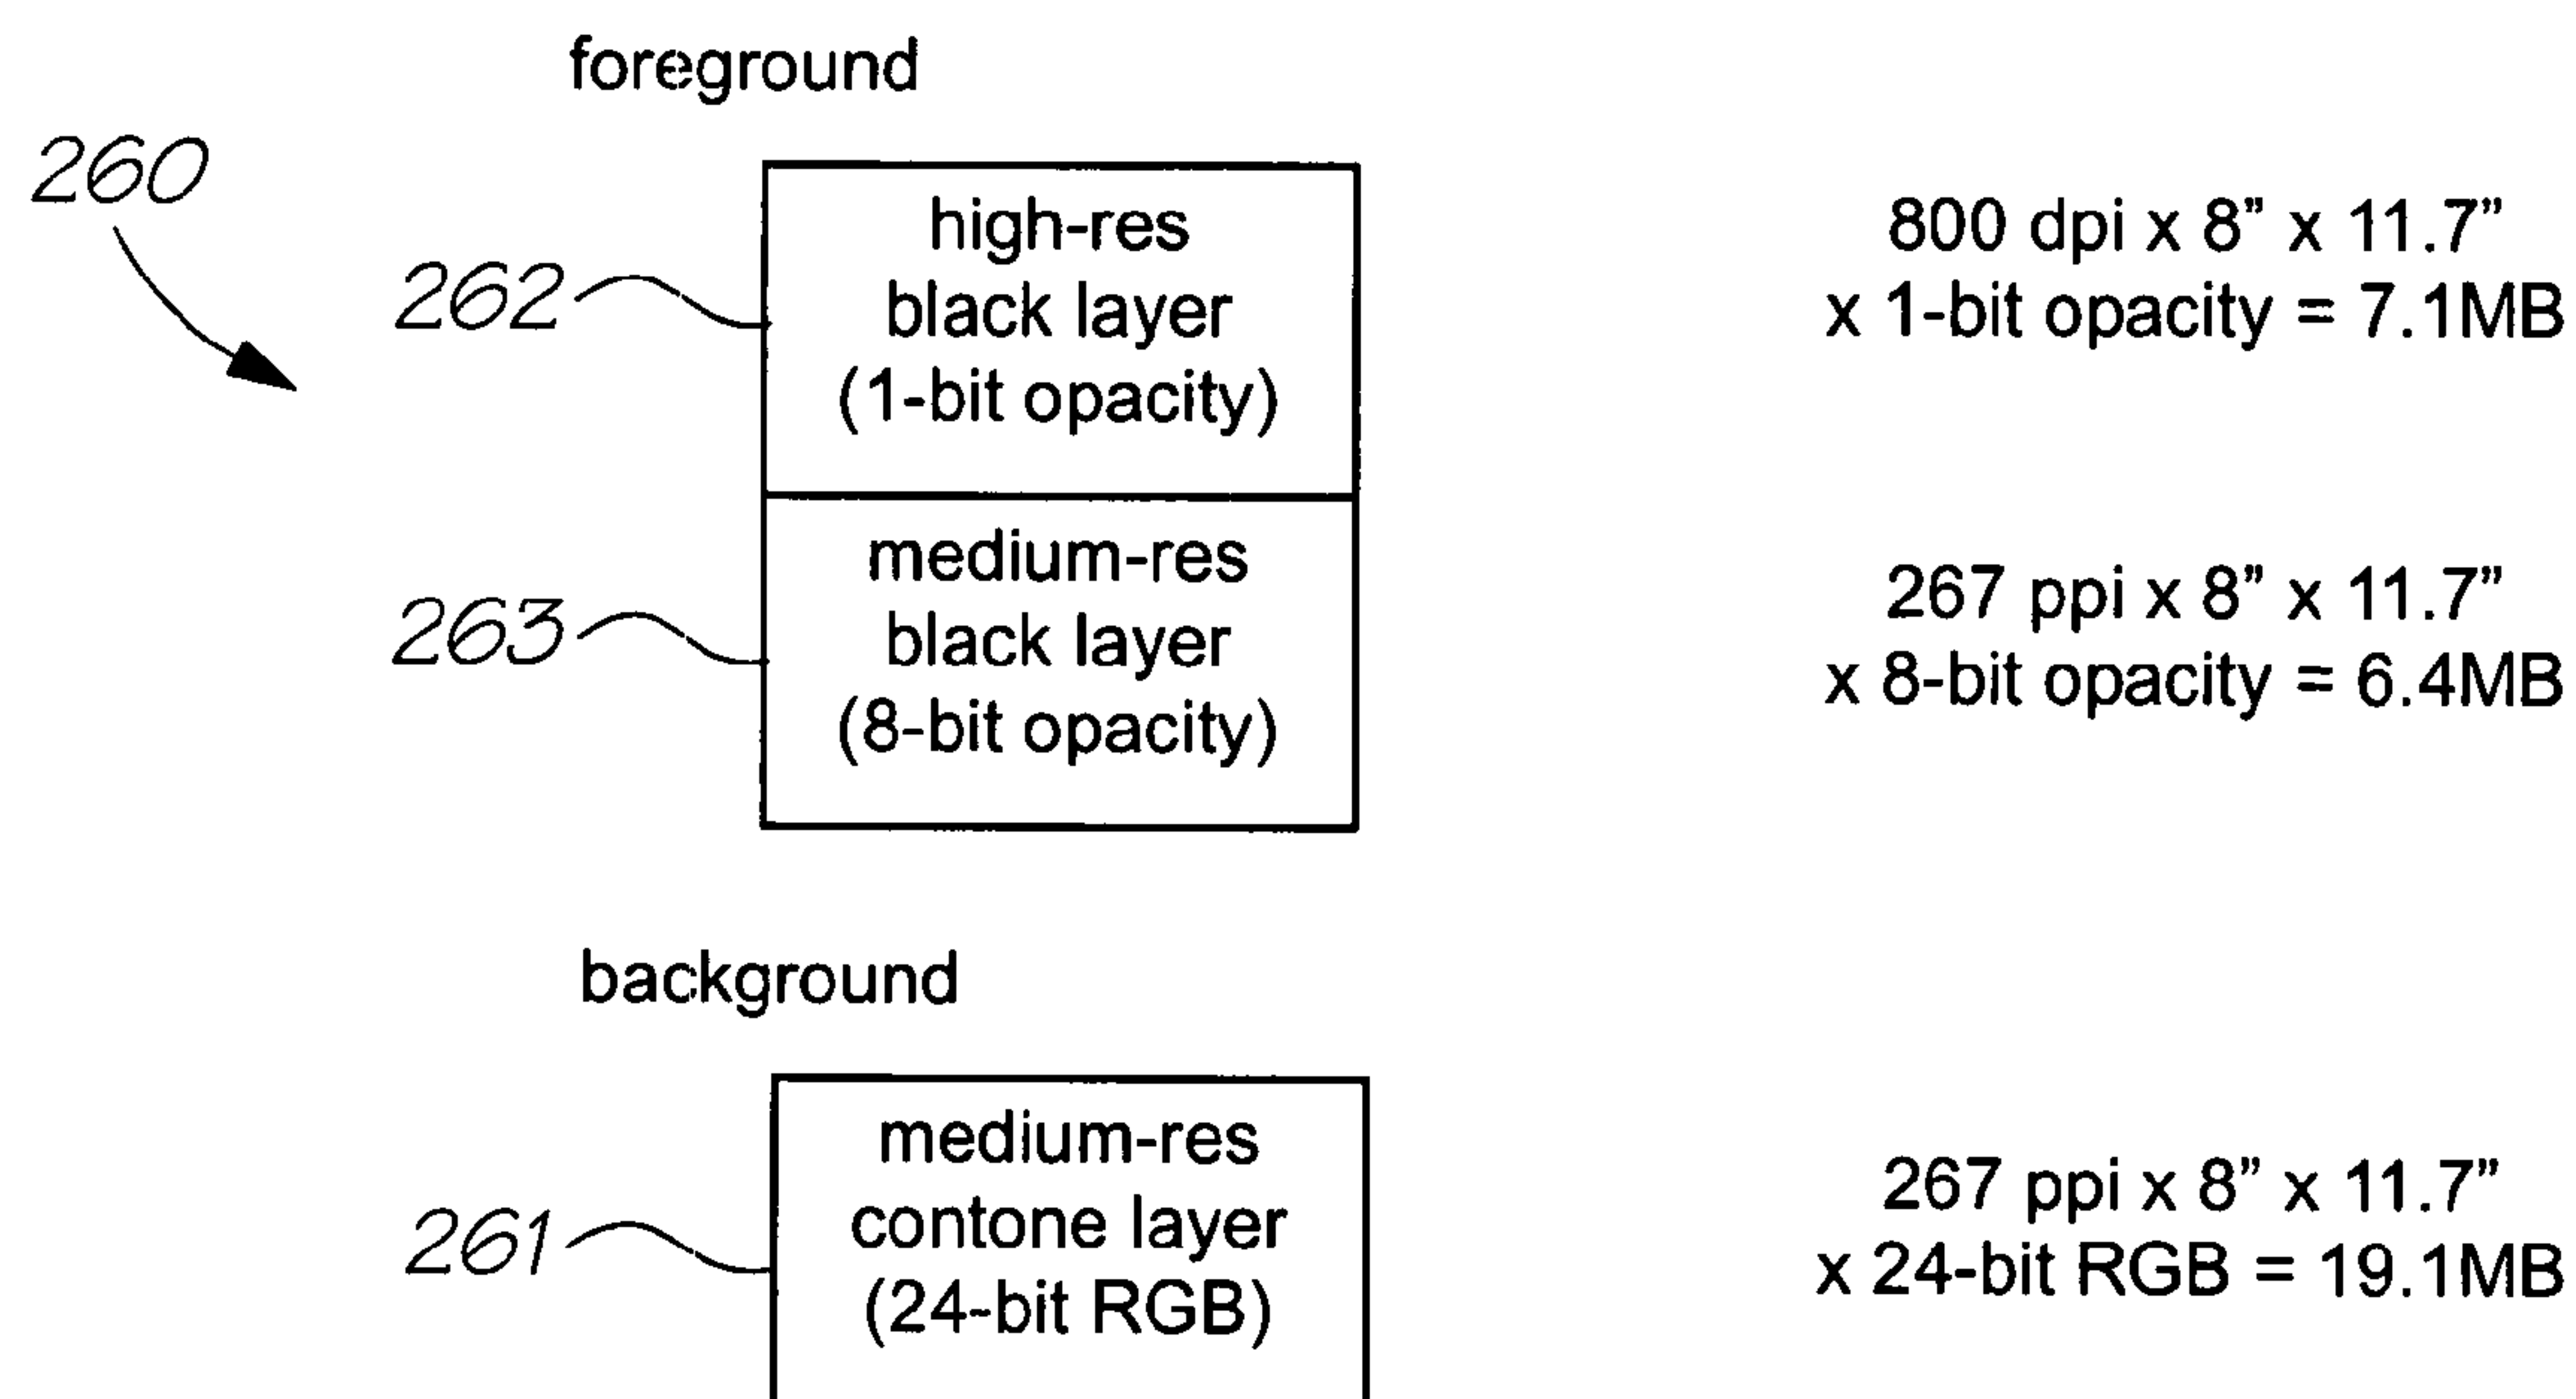 foreground
260
262
high-res
black layer
(1-bit opacity)
800 dpi x 8” x 11.7”
x 1-bit opacity = 7.1MB
263
medium-res
black layer
(8-bit opacity)
267 ppi x 8” x 11.7”
x 8-bit opacity = 6.4MB
background
261
medium-res
contone layer
(24-bit RGB)
267 ppi x 8” x 11.7”
x 24-bit RGB = 19.1MB